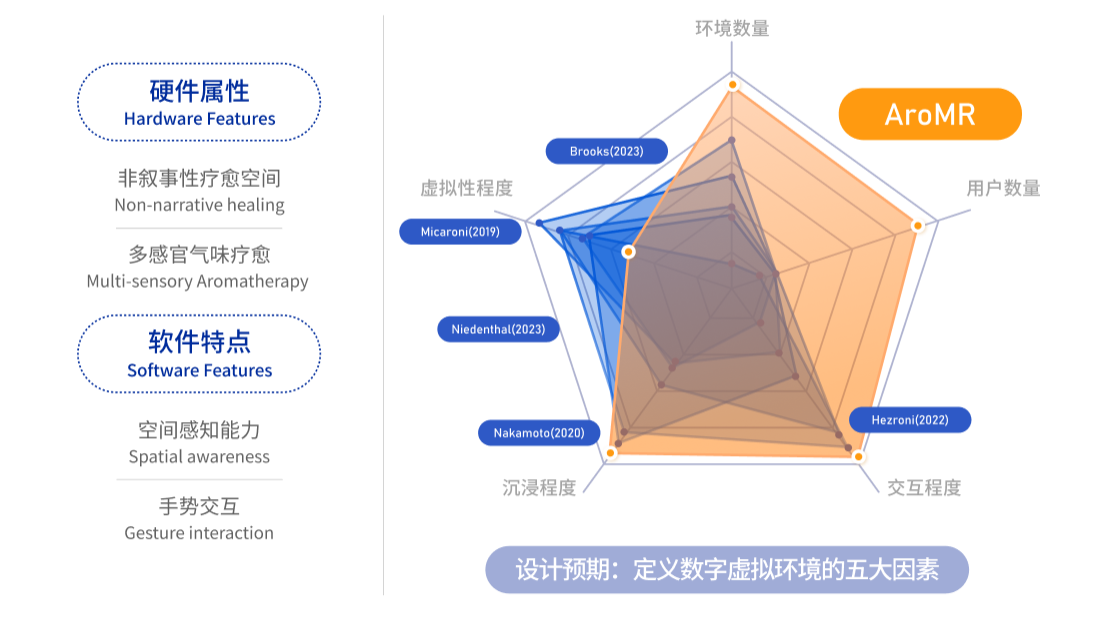 硬件属性
Hardware Features
非叙事性疗愈空间
Non-narrative healing
多感官气味疗愈
Multi-sensory Aromatherapy
软件特点
Software Features
空间感知能力
Spatial awareness
手势交互
Gesture interaction
环境数量
AroMR
Brooks(2023)
虚拟性程度
用户数量
Micaroni(2019)
Niedenthal(2023)
Nakamoto(2020)
Hezroni(2022)
沉浸程度
交互程度
设计预期：定义数字虚拟环境的五大因素